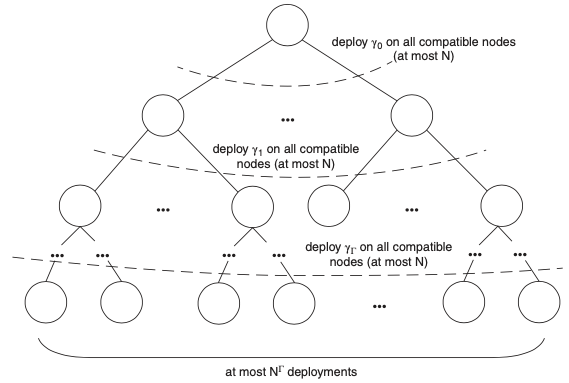 deploy γ₀ on all compatible nodes
(at most N)
...
deploy γ₁ on all compatible
nodes (at most N)
...
...
deploy γ_Γ on all compatible
nodes (at most N)
... ... ... ... ... ...
...
at most N^Γ deployments